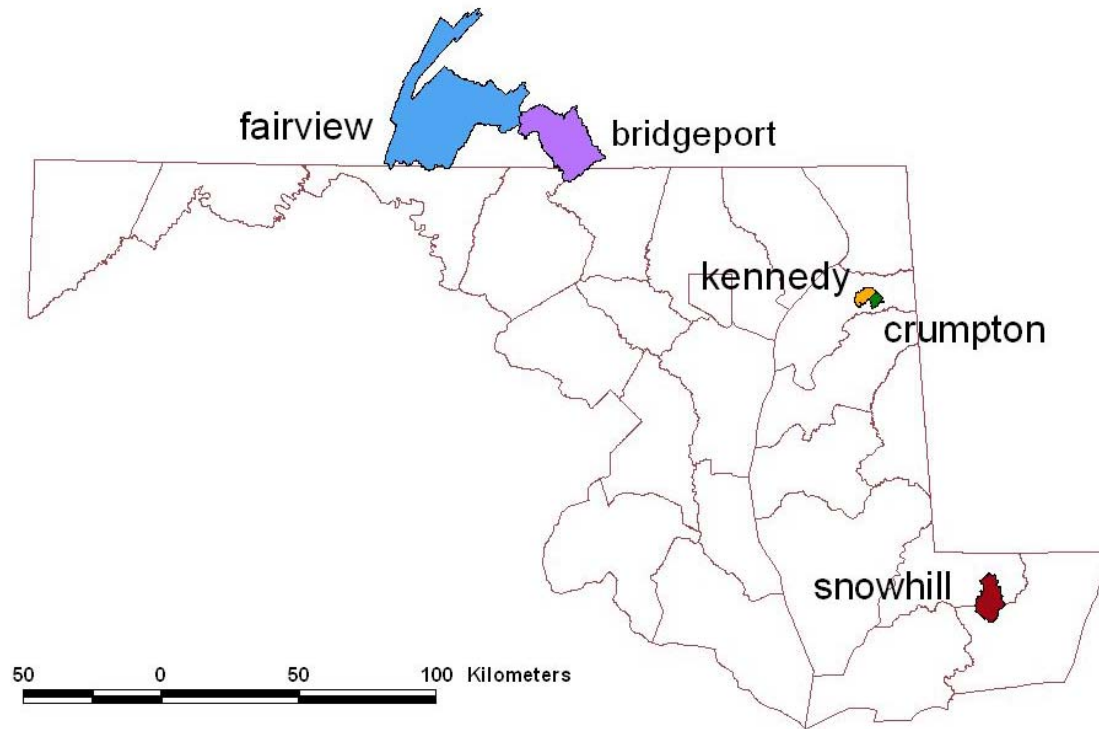 fairview
bridgeport
kennedy
crumpton
snowhill
50 0 50 100 Kilometers